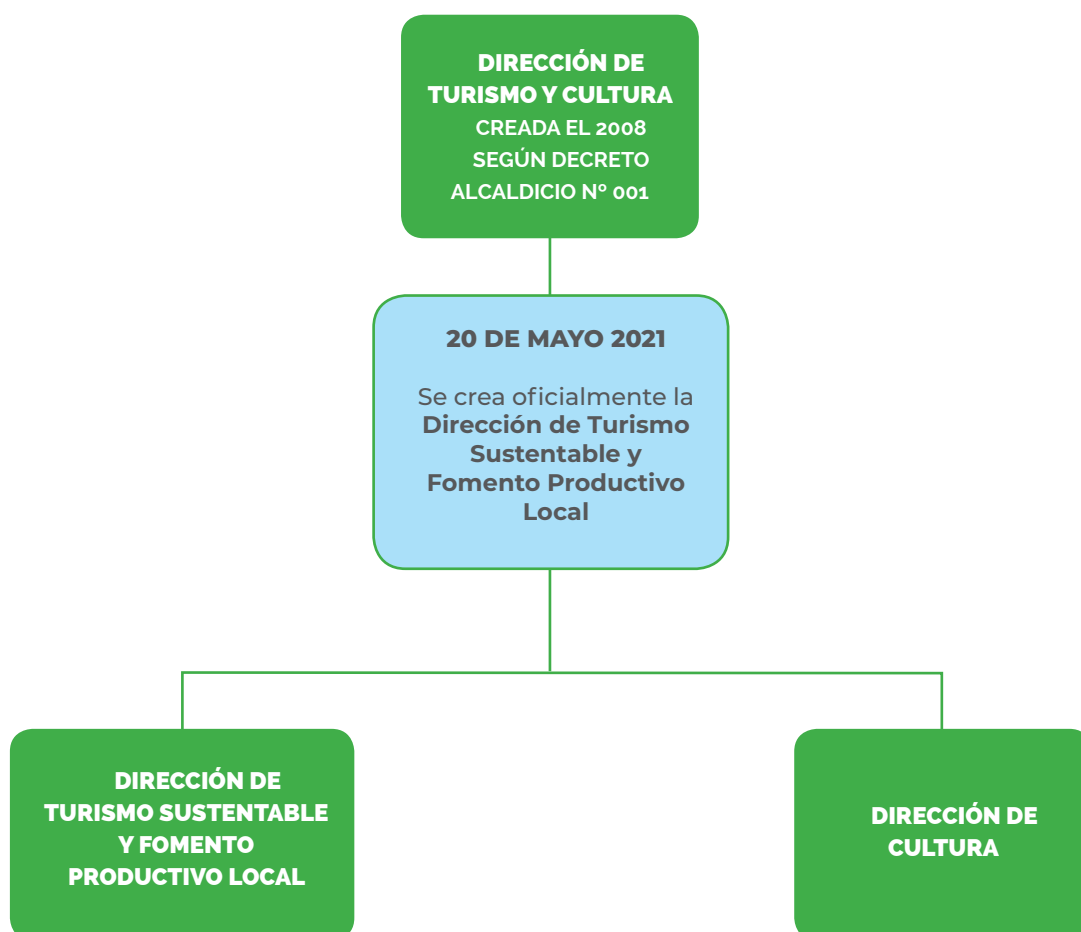 DIRECCIÓN DE
TURISMO Y CULTURA
CREADA EL 2008
SEGÚN DECRETO
ALCALDICIO Nº 001
20 DE MAYO 2021
Se crea oficialmente la
Dirección de Turismo
Sustentable y
Fomento Productivo
Local
DIRECCIÓN DE
TURISMO SUSTENTABLE
Y FOMENTO
PRODUCTIVO LOCAL
DIRECCIÓN DE
CULTURA